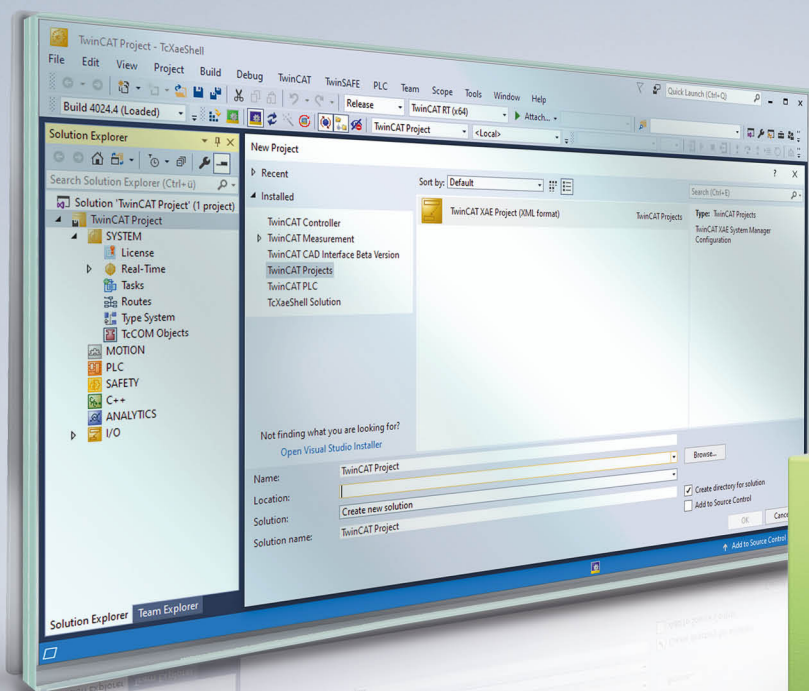 TwinCAT Project - TcXaeShell
File Edit View Project Build Debug TwinCAT TwinSAFE PLC Team Scope Tools Window Help
Quick Launch (Ctrl+Q)
Release TwinCAT RT (x64) Attach...
Build 4024.4 (Loaded) TwinCAT Project <Local>
Solution Explorer
Search Solution Explorer (Ctrl+ü)
Solution 'TwinCAT Project' (1 project)
TwinCAT Project
SYSTEM
License
Real-Time
Tasks
Routes
Type System
TcCOM Objects
MOTION
PLC
SAFETY
C++
ANALYTICS
I/O
Solution Explorer Team Explorer
New Project
? X
Recent
Installed
TwinCAT Controller
TwinCAT Measurement
TwinCAT CAD Interface Beta Version
TwinCAT Projects
TwinCAT PLC
TcXaeShell Solution
Not finding what you are looking for?
Open Visual Studio Installer
Sort by: Default
TwinCAT XAE Project (XML format) TwinCAT Projects
Search (Ctrl+E)
Type: TwinCAT Projects
TwinCAT XAE System Manager
Configuration
Name: TwinCAT Project
Location:
Browse...
Solution: Create new solution
Solution name: TwinCAT Project
Create directory for solution
Add to Source Control
OK Cance
Add to Source Control